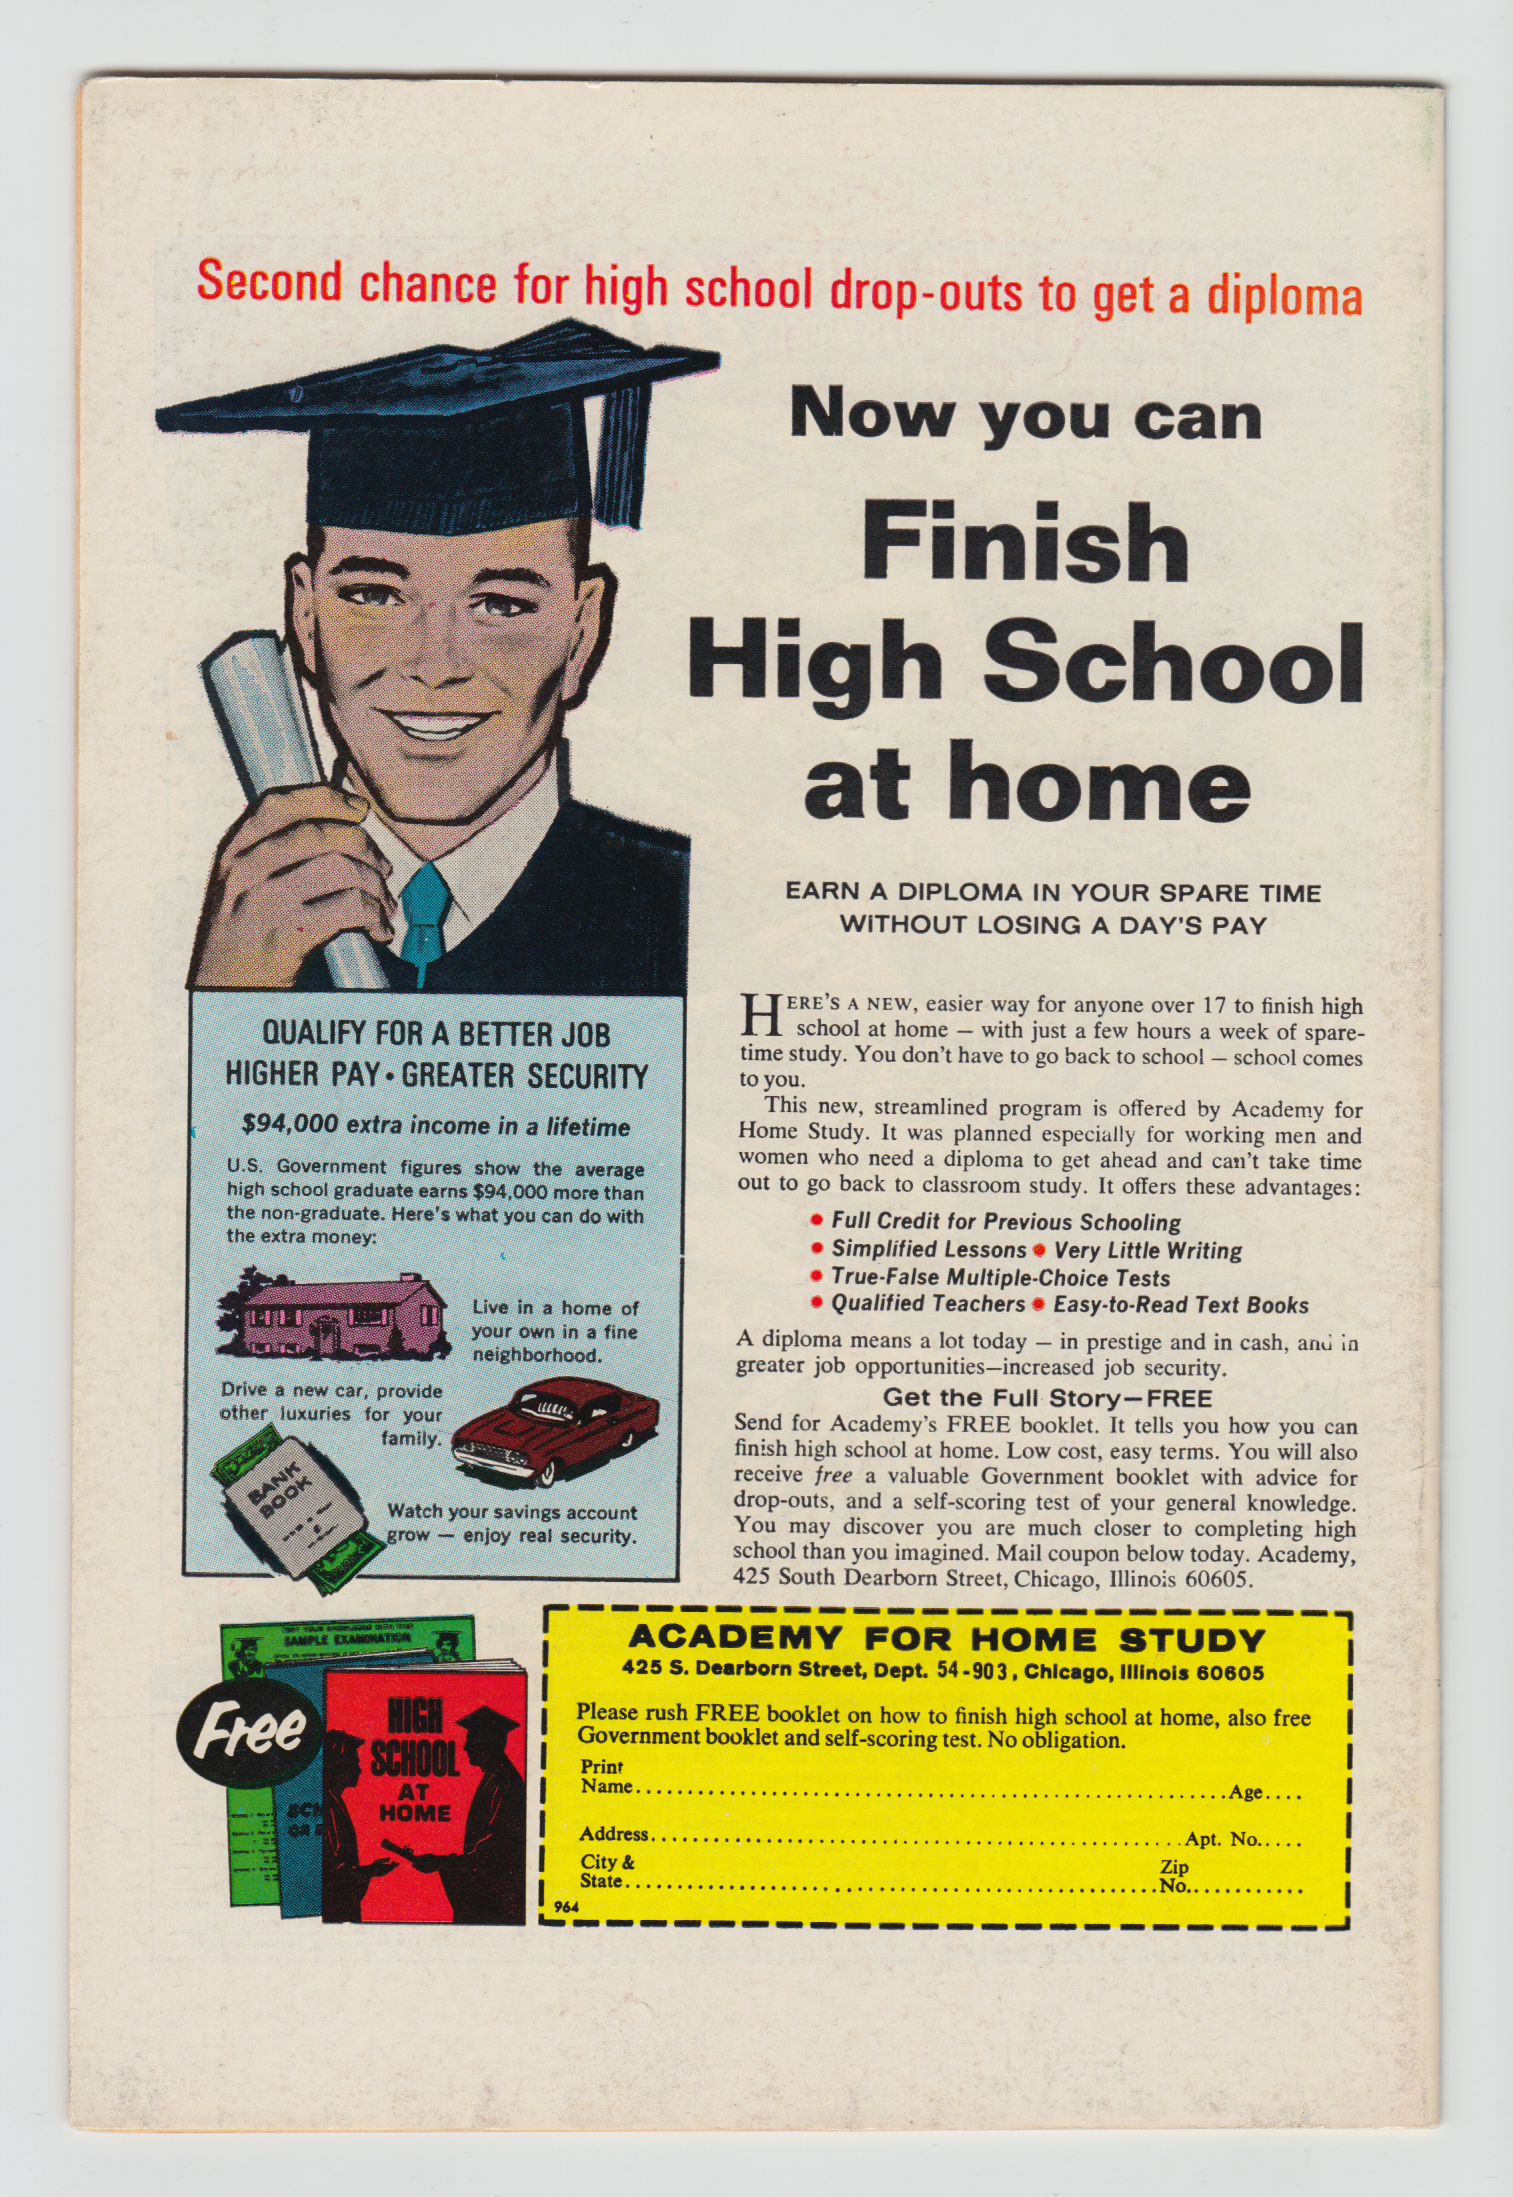 Second chance for high school drop-outs to get a diploma
Now you can
Finish
High School
at home
EARN A DIPLOMA IN YOUR SPARE TIME
WITHOUT LOSING A DAY'S PAY
QUALIFY FOR A BETTER JOB
HIGHER PAY • GREATER SECURITY
$94,000 extra income in a lifetime
U.S. Government figures show the average
high school graduate earns $94,000 more than
the non-graduate. Here's what you can do with
the extra money:
Live in a home of
your own in a fine
neighborhood.
Drive a new car, provide
other luxuries for your
family.
BANK
BOOK
Watch your savings account
grow — enjoy real security.
HERE'S A NEW, easier way for anyone over 17 to finish high
school at home — with just a few hours a week of spare-
time study. You don't have to go back to school — school comes
to you.
This new, streamlined program is offered by Academy for
Home Study. It was planned especially for working men and
women who need a diploma to get ahead and can't take time
out to go back to classroom study. It offers these advantages:
• Full Credit for Previous Schooling
• Simplified Lessons • Very Little Writing
• True-False Multiple-Choice Tests
• Qualified Teachers • Easy-to-Read Text Books
A diploma means a lot today — in prestige and in cash, and in
greater job opportunities—increased job security.
Get the Full Story—FREE
Send for Academy's FREE booklet. It tells you how you can
finish high school at home. Low cost, easy terms. You will also
receive free a valuable Government booklet with advice for
drop-outs, and a self-scoring test of your general knowledge.
You may discover you are much closer to completing high
school than you imagined. Mail coupon below today. Academy,
425 South Dearborn Street, Chicago, Illinois 60605.
SAMPLE EXAMINATION
Free
HIGH
SCHOOL
AT
HOME
ACADEMY FOR HOME STUDY
425 S. Dearborn Street, Dept. 54-903, Chicago, Illinois 60605
Please rush FREE booklet on how to finish high school at home, also free
Government booklet and self-scoring test. No obligation.
Print
Name.......................................................Age....
Address...................................................Apt. No.....
City & Zip
State...................................................No............
964